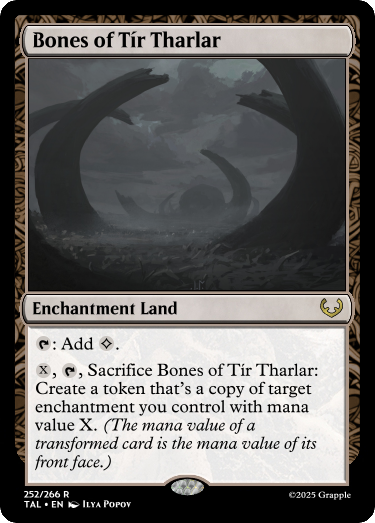 Bones of Tír Tharlar
Enchantment Land
: Add .
X, , Sacrifice Bones of Tír Tharlar:
Create a token that's a copy of target
enchantment you control with mana
value X. (The mana value of a
transformed card is the mana value of its
front face.)
252/266 R
TAL • EN Ilya Popov
©2025 Grapple